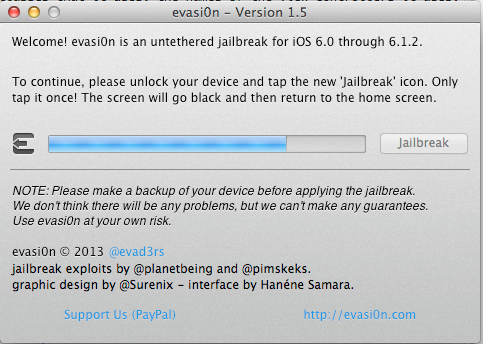 evasi0n - Version 1.5
Welcome! evasi0n is an untethered jailbreak for iOS 6.0 through 6.1.2.
To continue, please unlock your device and tap the new 'Jailbreak' icon. Only
tap it once! The screen will go black and then return to the home screen.
Jailbreak
NOTE: Please make a backup of your device before applying the jailbreak.
We don't think there will be any problems, but we can't make any guarantees.
Use evasi0n at your own risk.
evasi0n © 2013 @evad3rs
jailbreak exploits by @planetbeing and @pimskeks.
graphic design by @Surenix - interface by Hanéne Samara.
Support Us (PayPal)
http://evasi0n.com